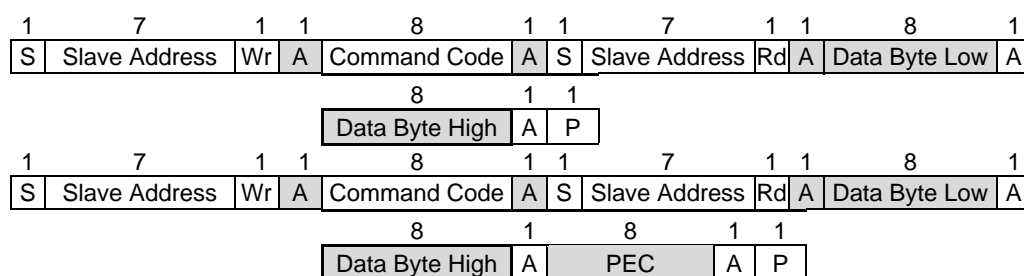 1 7 1 1 8 1 1 7 1 1 8 1
S Slave Address Wr A Command Code A S Slave Address Rd A Data Byte Low A
8 1 1
Data Byte High A P
1 7 1 1 8 1 1 7 1 1 8 1
S Slave Address Wr A Command Code A S Slave Address Rd A Data Byte Low A
8 1 8 1 1
Data Byte High A PEC A P